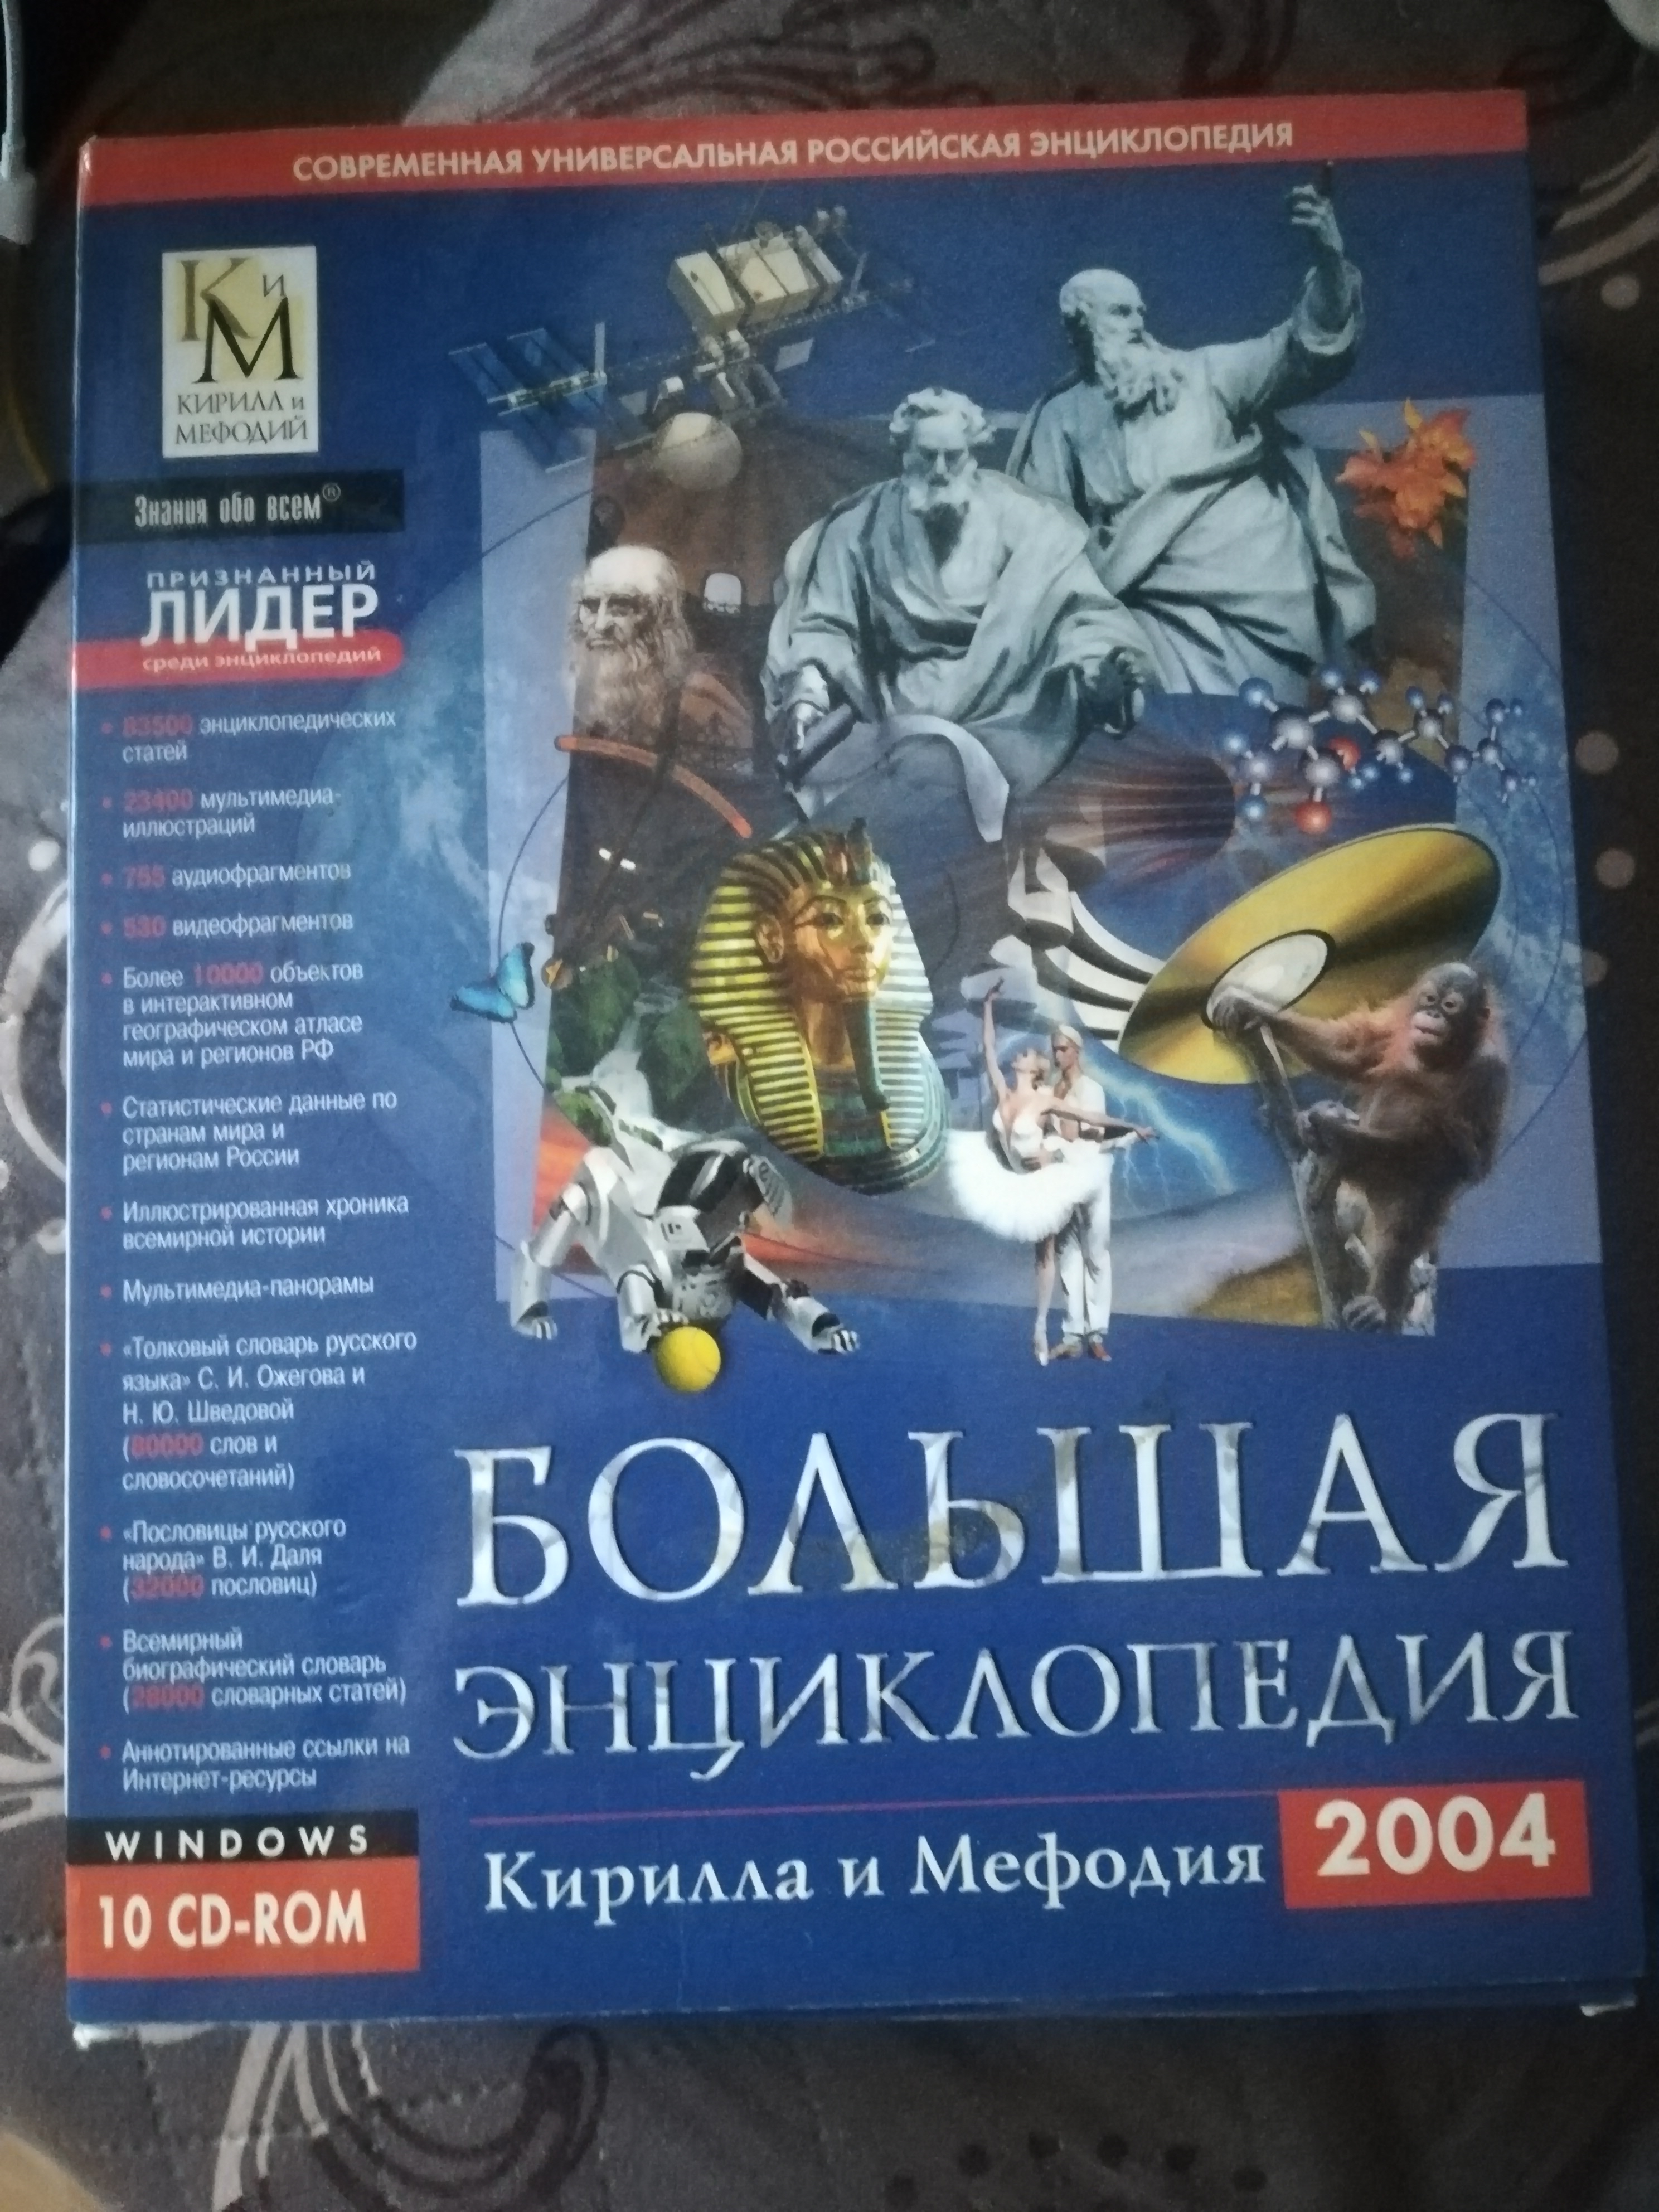 СОВРЕМЕННАЯ УНИВЕРСАЛЬНАЯ РОССИЙСКАЯ ЭНЦИКЛОПЕДИЯ
К и
М
КИРИЛЛ и
МЕФОДИЙ
Знания обо всем®
ПРИЗНАННЫЙ
ЛИДЕР
среди энциклопедий
• 83500 энциклопедических
статей
• 23400 мультимедиа-
иллюстраций
• 755 аудиофрагментов
• 530 видеофрагментов
• Более 10000 объектов
в интерактивном
географическом атласе
мира и регионов РФ
• Статистические данные по
странам мира и
регионам России
• Иллюстрированная хроника
всемирной истории
• Мультимедиа-панорамы
• «Толковый словарь русского
языка» С. И. Ожегова и
Н. Ю. Шведовой
(80000 слов и
словосочетаний)
• «Пословицы русского
народа» В. И. Даля
(32000 пословиц)
• Всемирный
биографический словарь
(28000 словарных статей)
• Аннотированные ссылки на
Интернет-ресурсы
WINDOWS
10 CD-ROM
БОЛЬШАЯ
ЭНЦИКЛОПЕДИЯ
Кирилла и Мефодия 2004